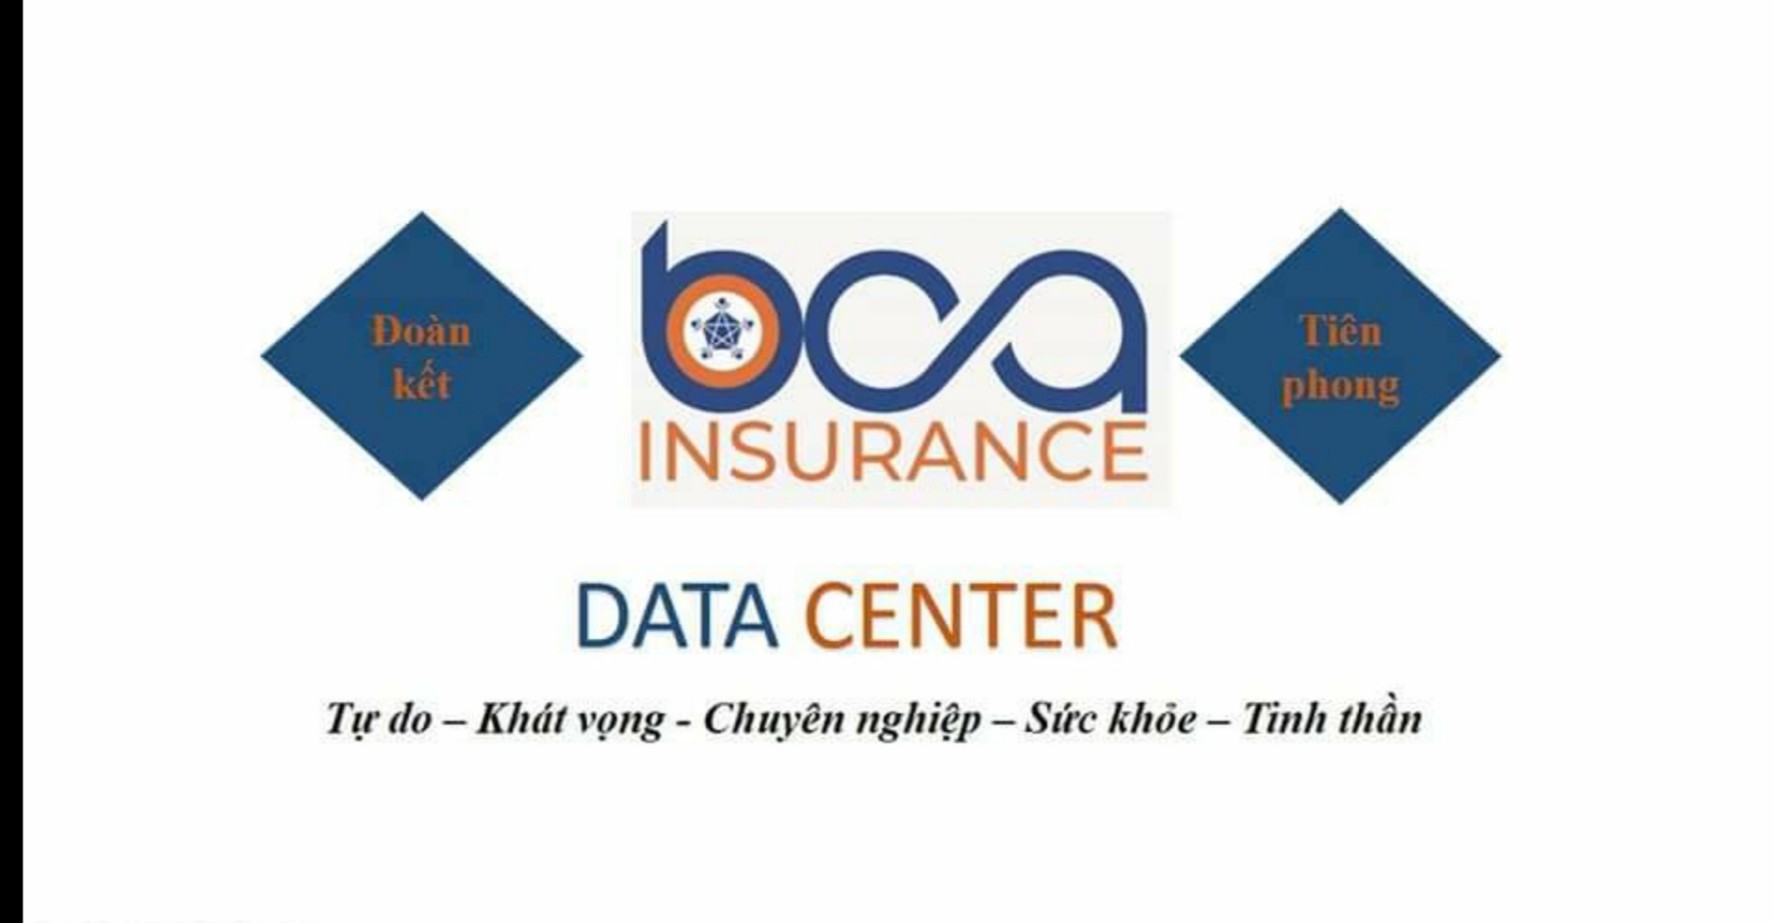 Đoàn
kết
bca
INSURANCE
Tiên
phong
DATA CENTER
Tự do – Khát vọng - Chuyên nghiệp – Sức khỏe – Tinh thần